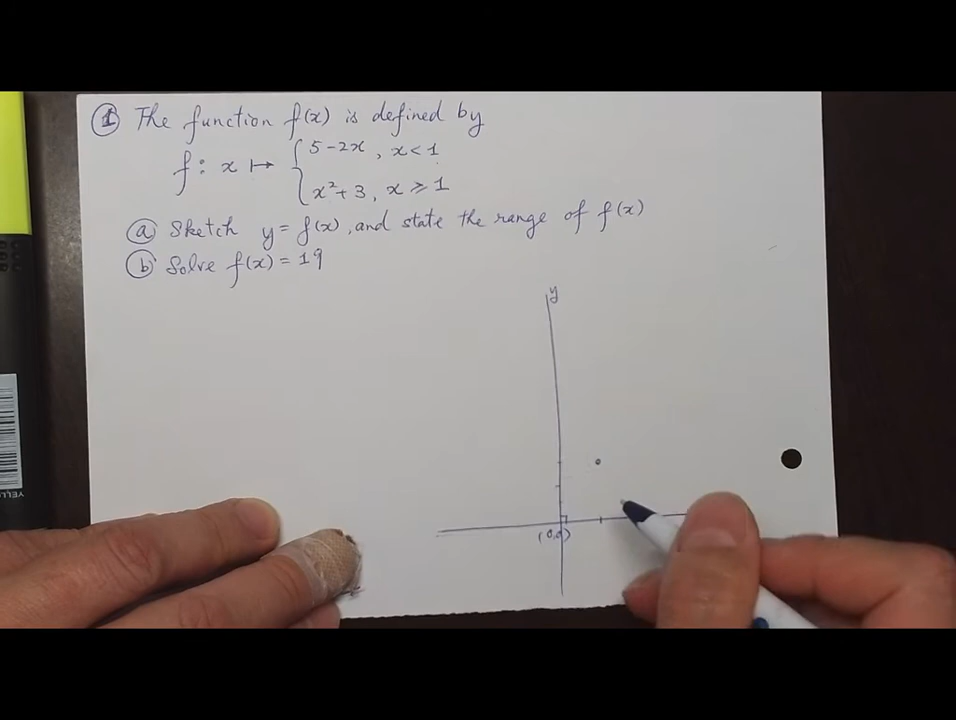 ① The function f(x) is defined by
f: x ↦ { 5-2x , x < 1
x² + 3, x ⩾ 1
ⓐ Sketch y = f(x), and state the range of f(x)
ⓑ Solve f(x) = 19
y
(0,0)
YELL